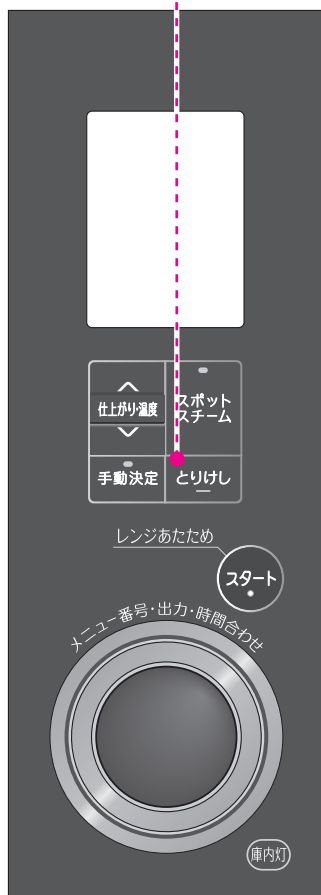 仕上がり・温度
スポット
スチーム
手動決定
とりけし
レンジあたため
スタート
メニュー番号・出力・時間合わせ
庫内灯